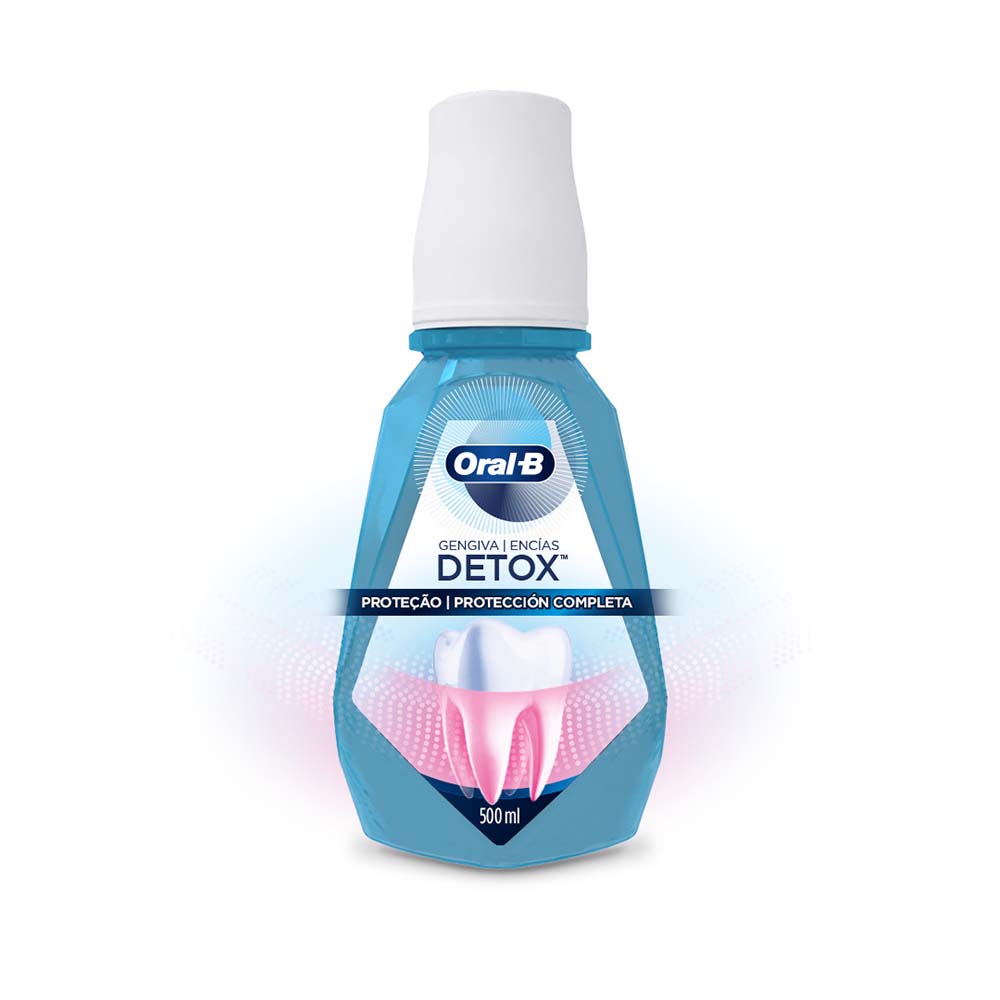 Oral-B
GENGIVA | ENCÍAS
DETOX™
PROTEÇÃO | PROTECCIÓN COMPLETA
500 ml